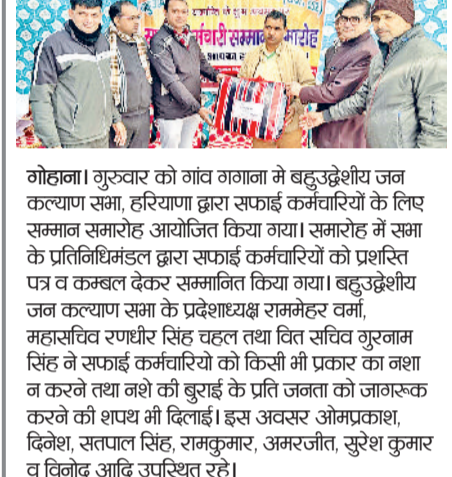 सफाई कर्मचारी सम्मान समारोह
गोहाना। गुरुवार को गांव गगाना मे बहुउद्देशीय जन
कल्याण सभा, हरियाणा द्वारा सफाई कर्मचारियों के लिए
सम्मान समारोह आयोजित किया गया। समारोह में सभा
के प्रतिनिधिमंडल द्वारा सफाई कर्मचारियों को प्रशस्ति
पत्र व कम्बल देकर सम्मानित किया गया। बहुउद्देशीय
जन कल्याण सभा के प्रदेशाध्यक्ष राममेहर वर्मा,
महासचिव रणधीर सिंह चहल तथा वित सचिव गुरनाम
सिंह ने सफाई कर्मचारियो को किसी भी प्रकार का नशा
न करने तथा नशे की बुराई के प्रति जनता को जागरूक
करने की शपथ भी दिलाई। इस अवसर ओमप्रकाश,
दिनेश, सतपाल सिंह, रामकुमार, अमरजीत, सुरेश कुमार
व विनोद आदि उपस्थित रहे।